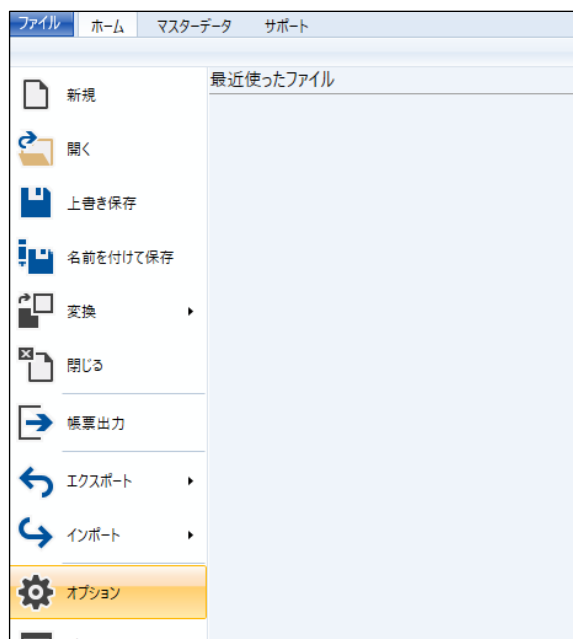 ファイル ホーム マスターデータ サポート
最近使ったファイル
新規
開く
上書き保存
名前を付けて保存
変換
閉じる
帳票出力
エクスポート
インポート
オプション